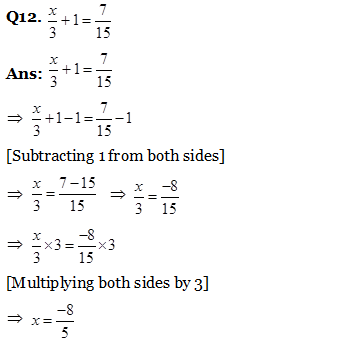 Q12. x/3 + 1 = 7/15
Ans: x/3 + 1 = 7/15
⇒ x/3 + 1 − 1 = 7/15 − 1
[Subtracting 1 from both sides]
⇒ x/3 = 7−15/15 ⇒ x/3 = −8/15
⇒ x/3 × 3 = −8/15 × 3
[Multiplying both sides by 3]
⇒ x = −8/5